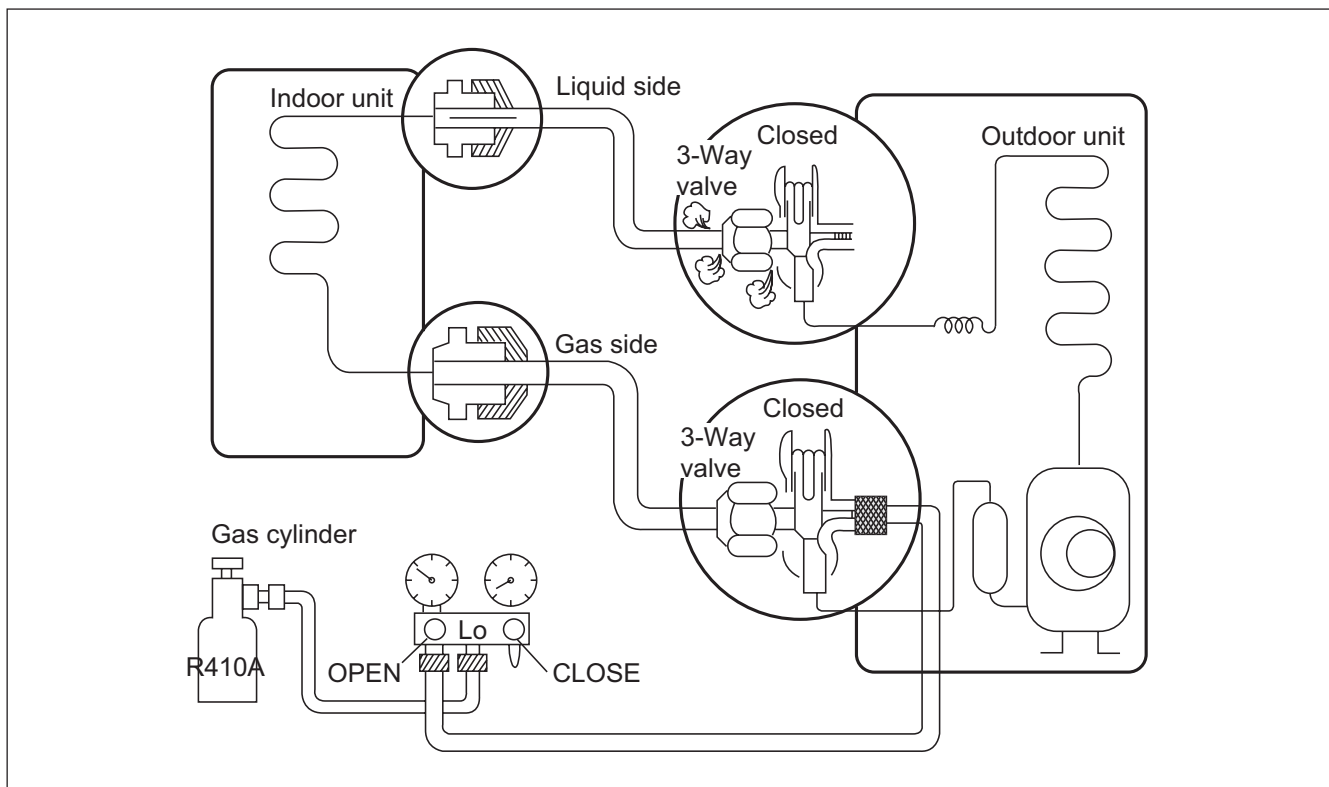 Indoor unit
Liquid side
Closed
3-Way
valve
Outdoor unit
Gas side
Closed
3-Way
valve
Gas cylinder
R410A
Lo
OPEN
CLOSE